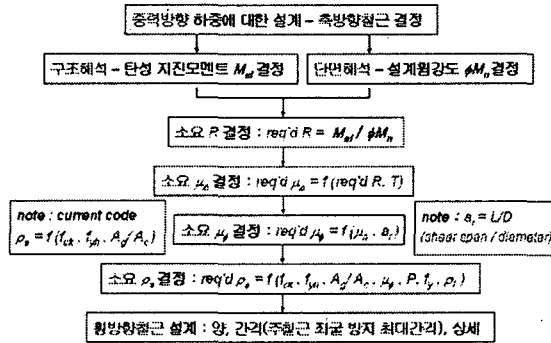 중력방향 하중에 대한 설계 – 축방향철근 결정
구조해석 – 탄성 지진모멘트 Mel 결정
단면해석 – 설계휨강도 ϕMn 결정
소요 R 결정 : req'd R = Mel / ϕMn
소요 μΔ 결정 : req'd μΔ = f (req'd R, T)
note : current code
ρs = f (fck, fyh, Ag/Ac)
소요 μϕ 결정 : req'd μϕ = f (μΔ, ar)
note : ar = L/D
(shear span / diameter)
소요 ρs 결정 : req'd ρs = f (fck, fyh, Ag/Ac, μϕ, P, fy, ρl)
횡방향철근 설계 : 양, 간격(주철근 좌굴 방지 최대간격), 상세